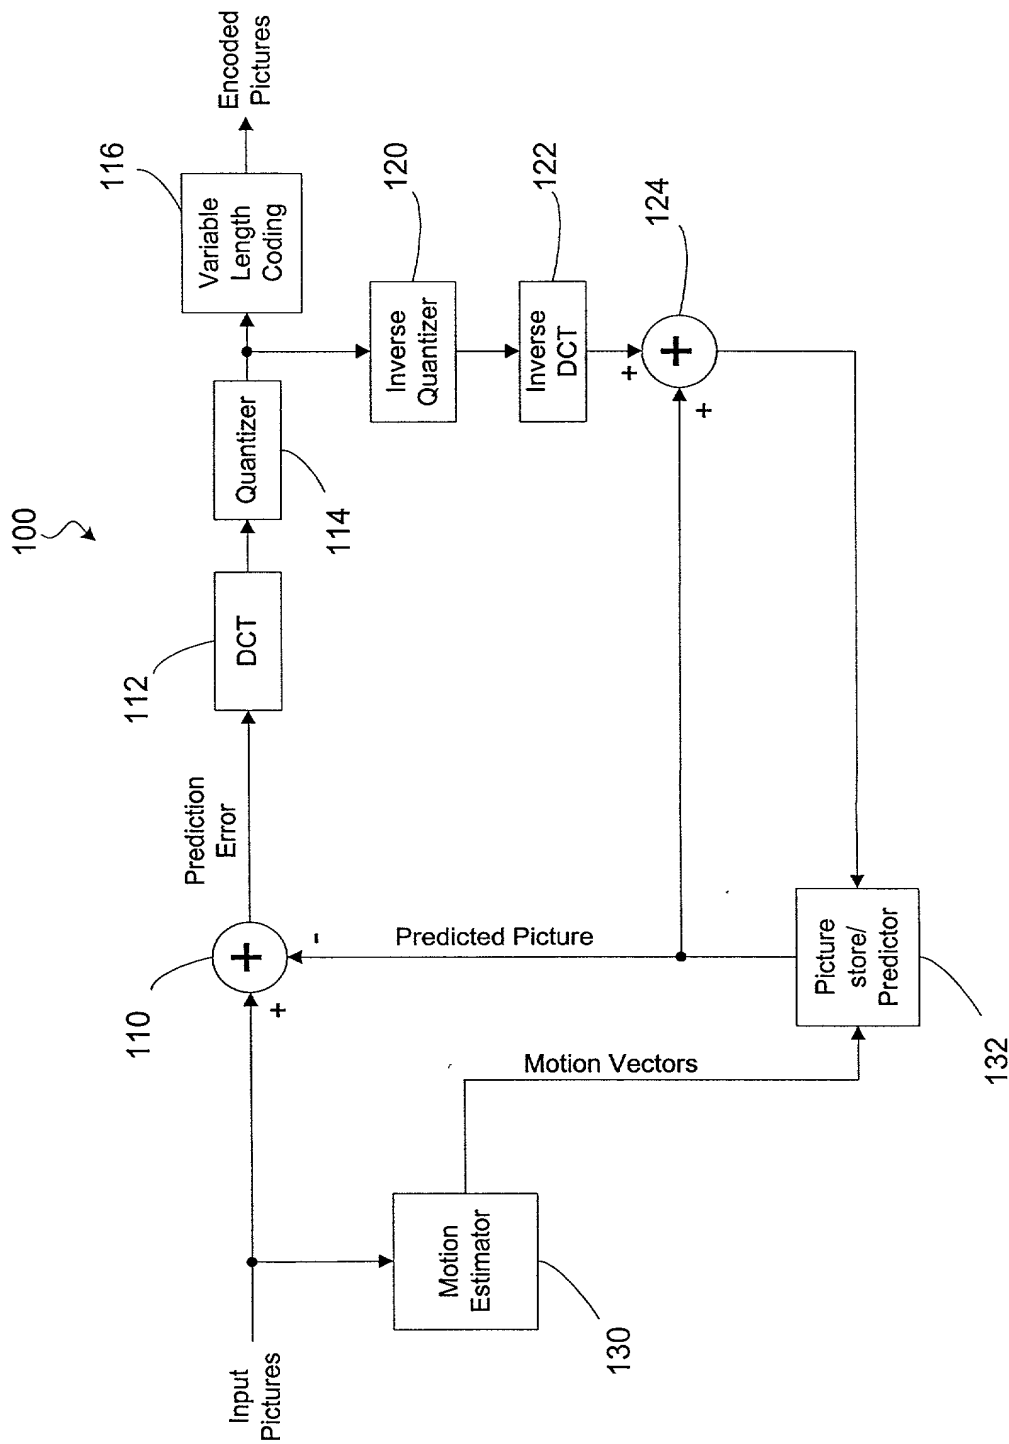 100
116
Variable
Length
Coding
Encoded
Pictures
112
DCT
Quantizer
114
Prediction
Error
110
+
+
-
Input
Pictures
Inverse
Quantizer
120
Inverse
DCT
122
124
+
+
+
Predicted Picture
Motion Vectors
Motion
Estimator
130
Picture
store/
Predictor
132